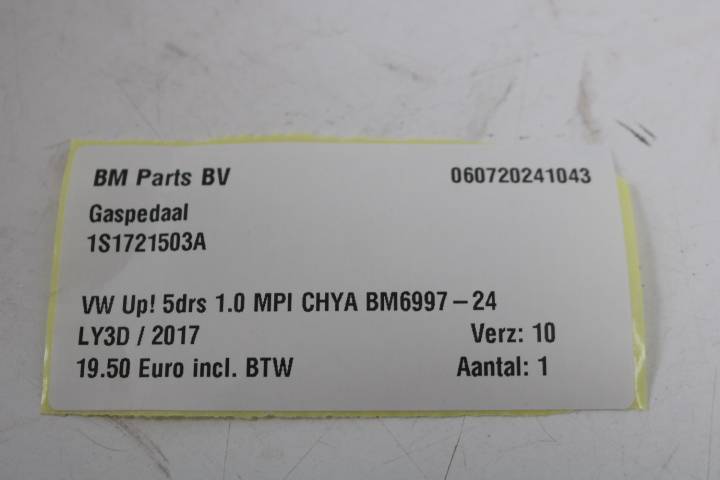 BM Parts BV 060720241043
Gaspedaal
1S1721503A
VW Up! 5drs 1.0 MPI CHYA BM6997-24
LY3D / 2017 Verz: 10
19.50 Euro incl. BTW Aantal: 1